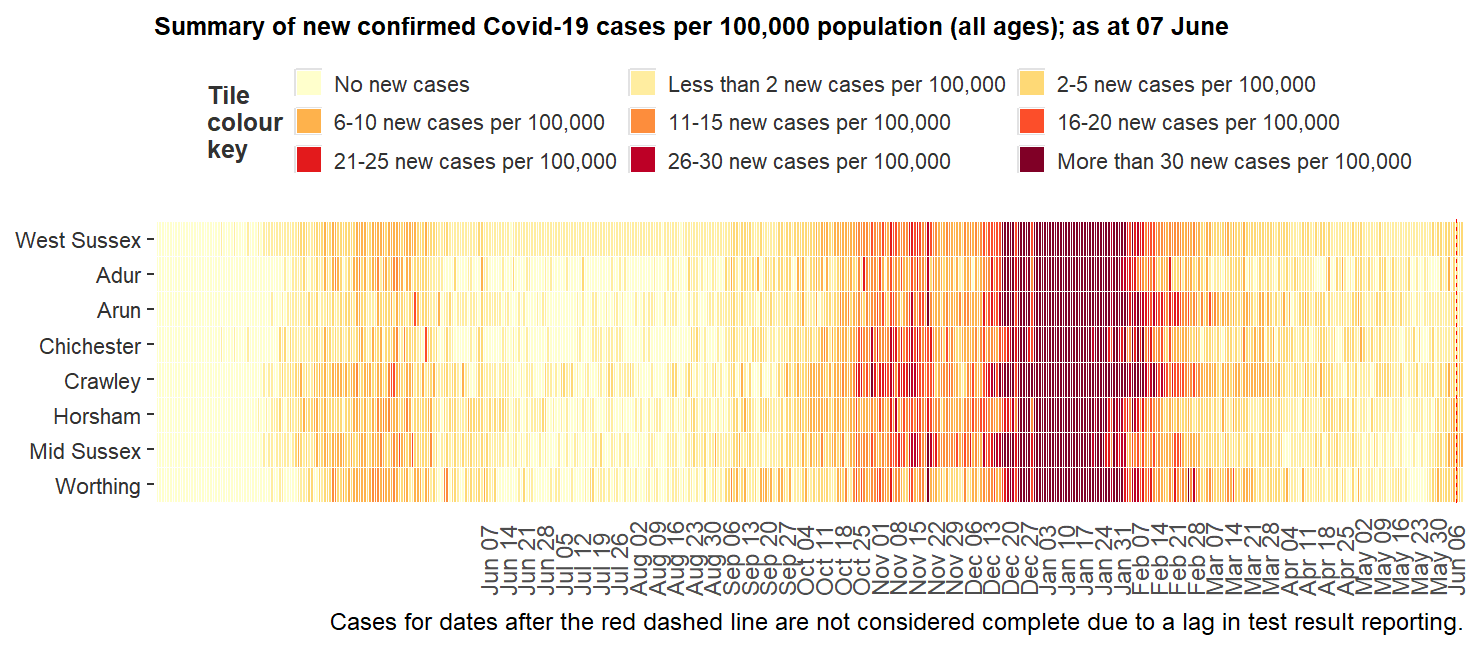 Summary of new confirmed Covid-19 cases per 100,000 population (all ages); as at 07 June
Tile
colour
key
No new cases
Less than 2 new cases per 100,000
2-5 new cases per 100,000
6-10 new cases per 100,000
11-15 new cases per 100,000
16-20 new cases per 100,000
21-25 new cases per 100,000
26-30 new cases per 100,000
More than 30 new cases per 100,000
West Sussex
Adur
Arun
Chichester
Crawley
Horsham
Mid Sussex
Worthing
Jun 07
Jun 14
Jun 21
Jun 28
Jul 05
Jul 12
Jul 19
Jul 26
Aug 02
Aug 09
Aug 16
Aug 23
Aug 30
Sep 06
Sep 13
Sep 20
Sep 27
Oct 04
Oct 11
Oct 18
Oct 25
Nov 01
Nov 08
Nov 15
Nov 22
Nov 29
Dec 06
Dec 13
Dec 20
Dec 27
Jan 03
Jan 10
Jan 17
Jan 24
Jan 31
Feb 07
Feb 14
Feb 21
Feb 28
Mar 07
Mar 14
Mar 21
Mar 28
Apr 04
Apr 11
Apr 18
Apr 25
May 02
May 09
May 16
May 23
May 30
Jun 06
Cases for dates after the red dashed line are not considered complete due to a lag in test result reporting.